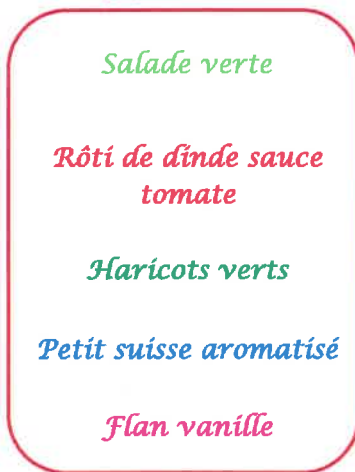 Salade verte
Rôti de dinde sauce
tomate
Haricots verts
Petit suisse aromatisé
Flan vanille